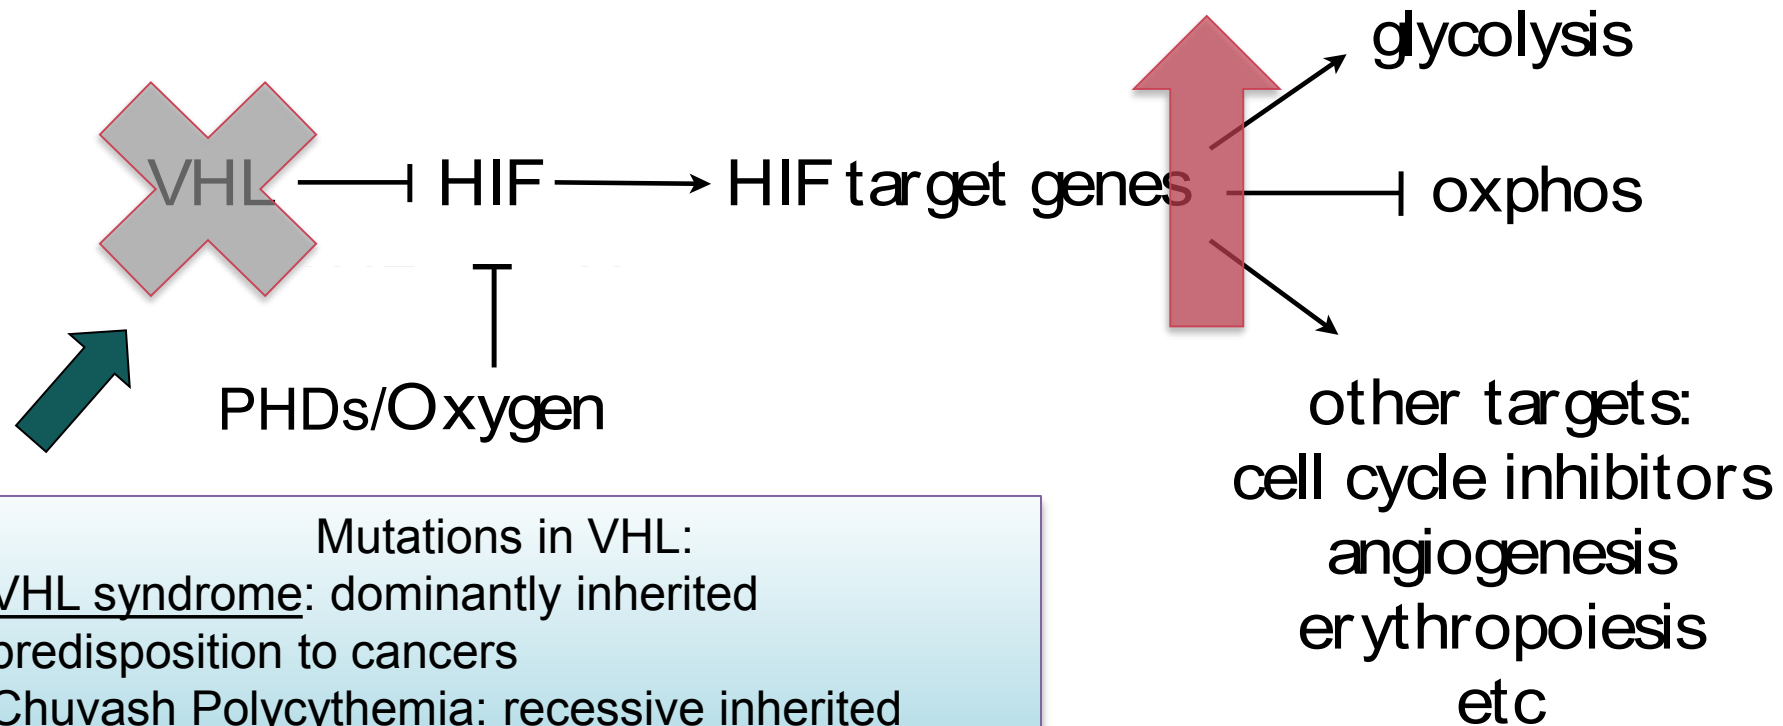 glycolysis
VHL HIF HIF target genes oxphos
PHDs/Oxygen
other targets:
cell cycle inhibitors
angiogenesis
erythropoiesis
etc
Mutations in VHL:
VHL syndrome: dominantly inherited
predisposition to cancers
Chuvash Polycythemia: recessive inherited